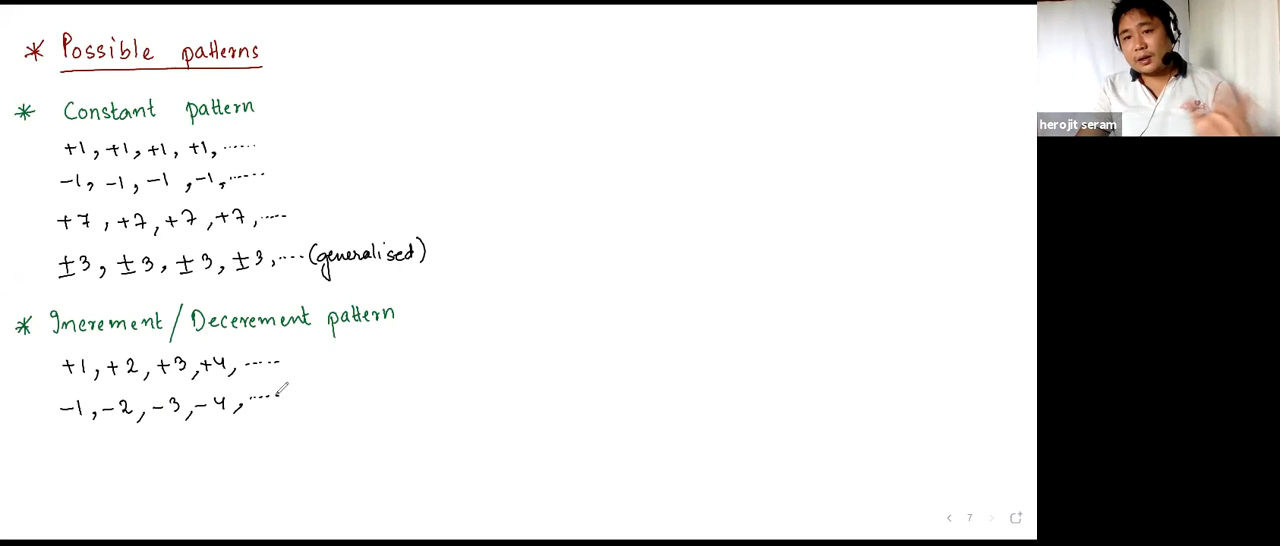 * Possible patterns
* Constant pattern
+1, +1, +1, +1, ......
-1, -1, -1, -1, ......
+7, +7, +7, +7, .....
±3, ±3, ±3, ±3, .... (generalised)
* Increment / Decerement pattern
+1, +2, +3, +4, .....
-1, -2, -3, -4, ....
herojit seram
< 7 >